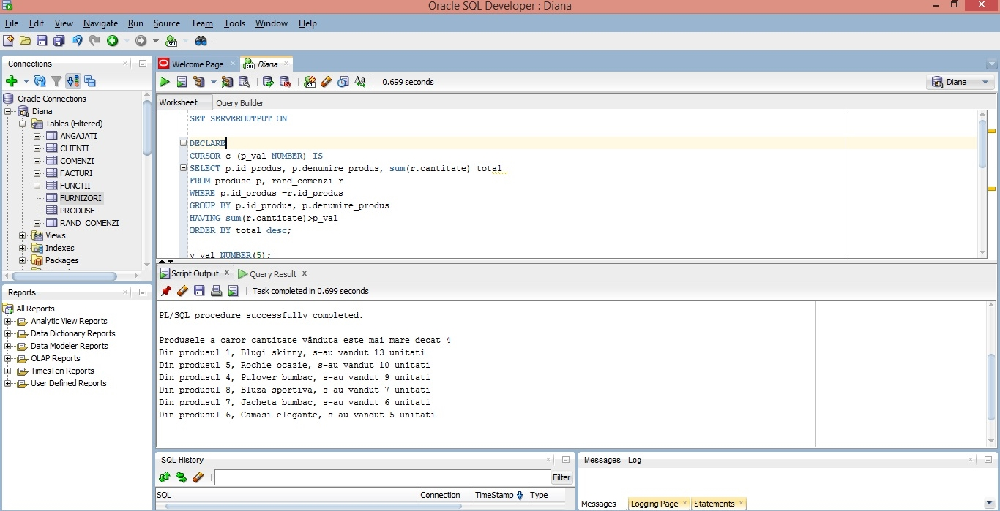 Oracle SQL Developer : Diana
File Edit View Navigate Run Source Team Tools Window Help
Connections
Oracle Connections
Diana
Tables (Filtered)
ANGAJATI
CLIENTI
COMENZI
FACTURI
FUNCTII
FURNIZORI
PRODUSE
RAND_COMENZI
Views
Indexes
Packages
Reports
All Reports
Analytic View Reports
Data Dictionary Reports
Data Modeler Reports
OLAP Reports
TimesTen Reports
User Defined Reports
Welcome Page Diana
0.699 seconds Diana
Worksheet Query Builder
SET SERVEROUTPUT ON
DECLARE
CURSOR c (p_val NUMBER) IS
SELECT p.id_produs, p.denumire_produs, sum(r.cantitate) total
FROM produse p, rand_comenzi r
WHERE p.id_produs =r.id_produs
GROUP BY p.id_produs, p.denumire_produs
HAVING sum(r.cantitate)>p_val
ORDER BY total desc;
v_val NUMBER(5);
Script Output Query Result
Task completed in 0.699 seconds
PL/SQL procedure successfully completed.
Produsele a caror cantitate vânduta este mai mare decat 4
Din produsul 1, Blugi skinny, s-au vandut 13 unitati
Din produsul 5, Rochie ocazie, s-au vandut 10 unitati
Din produsul 4, Pulover bumbac, s-au vandut 9 unitati
Din produsul 8, Bluza sportiva, s-au vandut 7 unitati
Din produsul 7, Jacheta bumbac, s-au vandut 6 unitati
Din produsul 6, Camasi elegante, s-au vandut 5 unitati
SQL History
Filter
SQL Connection TimeStamp Type
Messages - Log
Messages Logging Page Statements